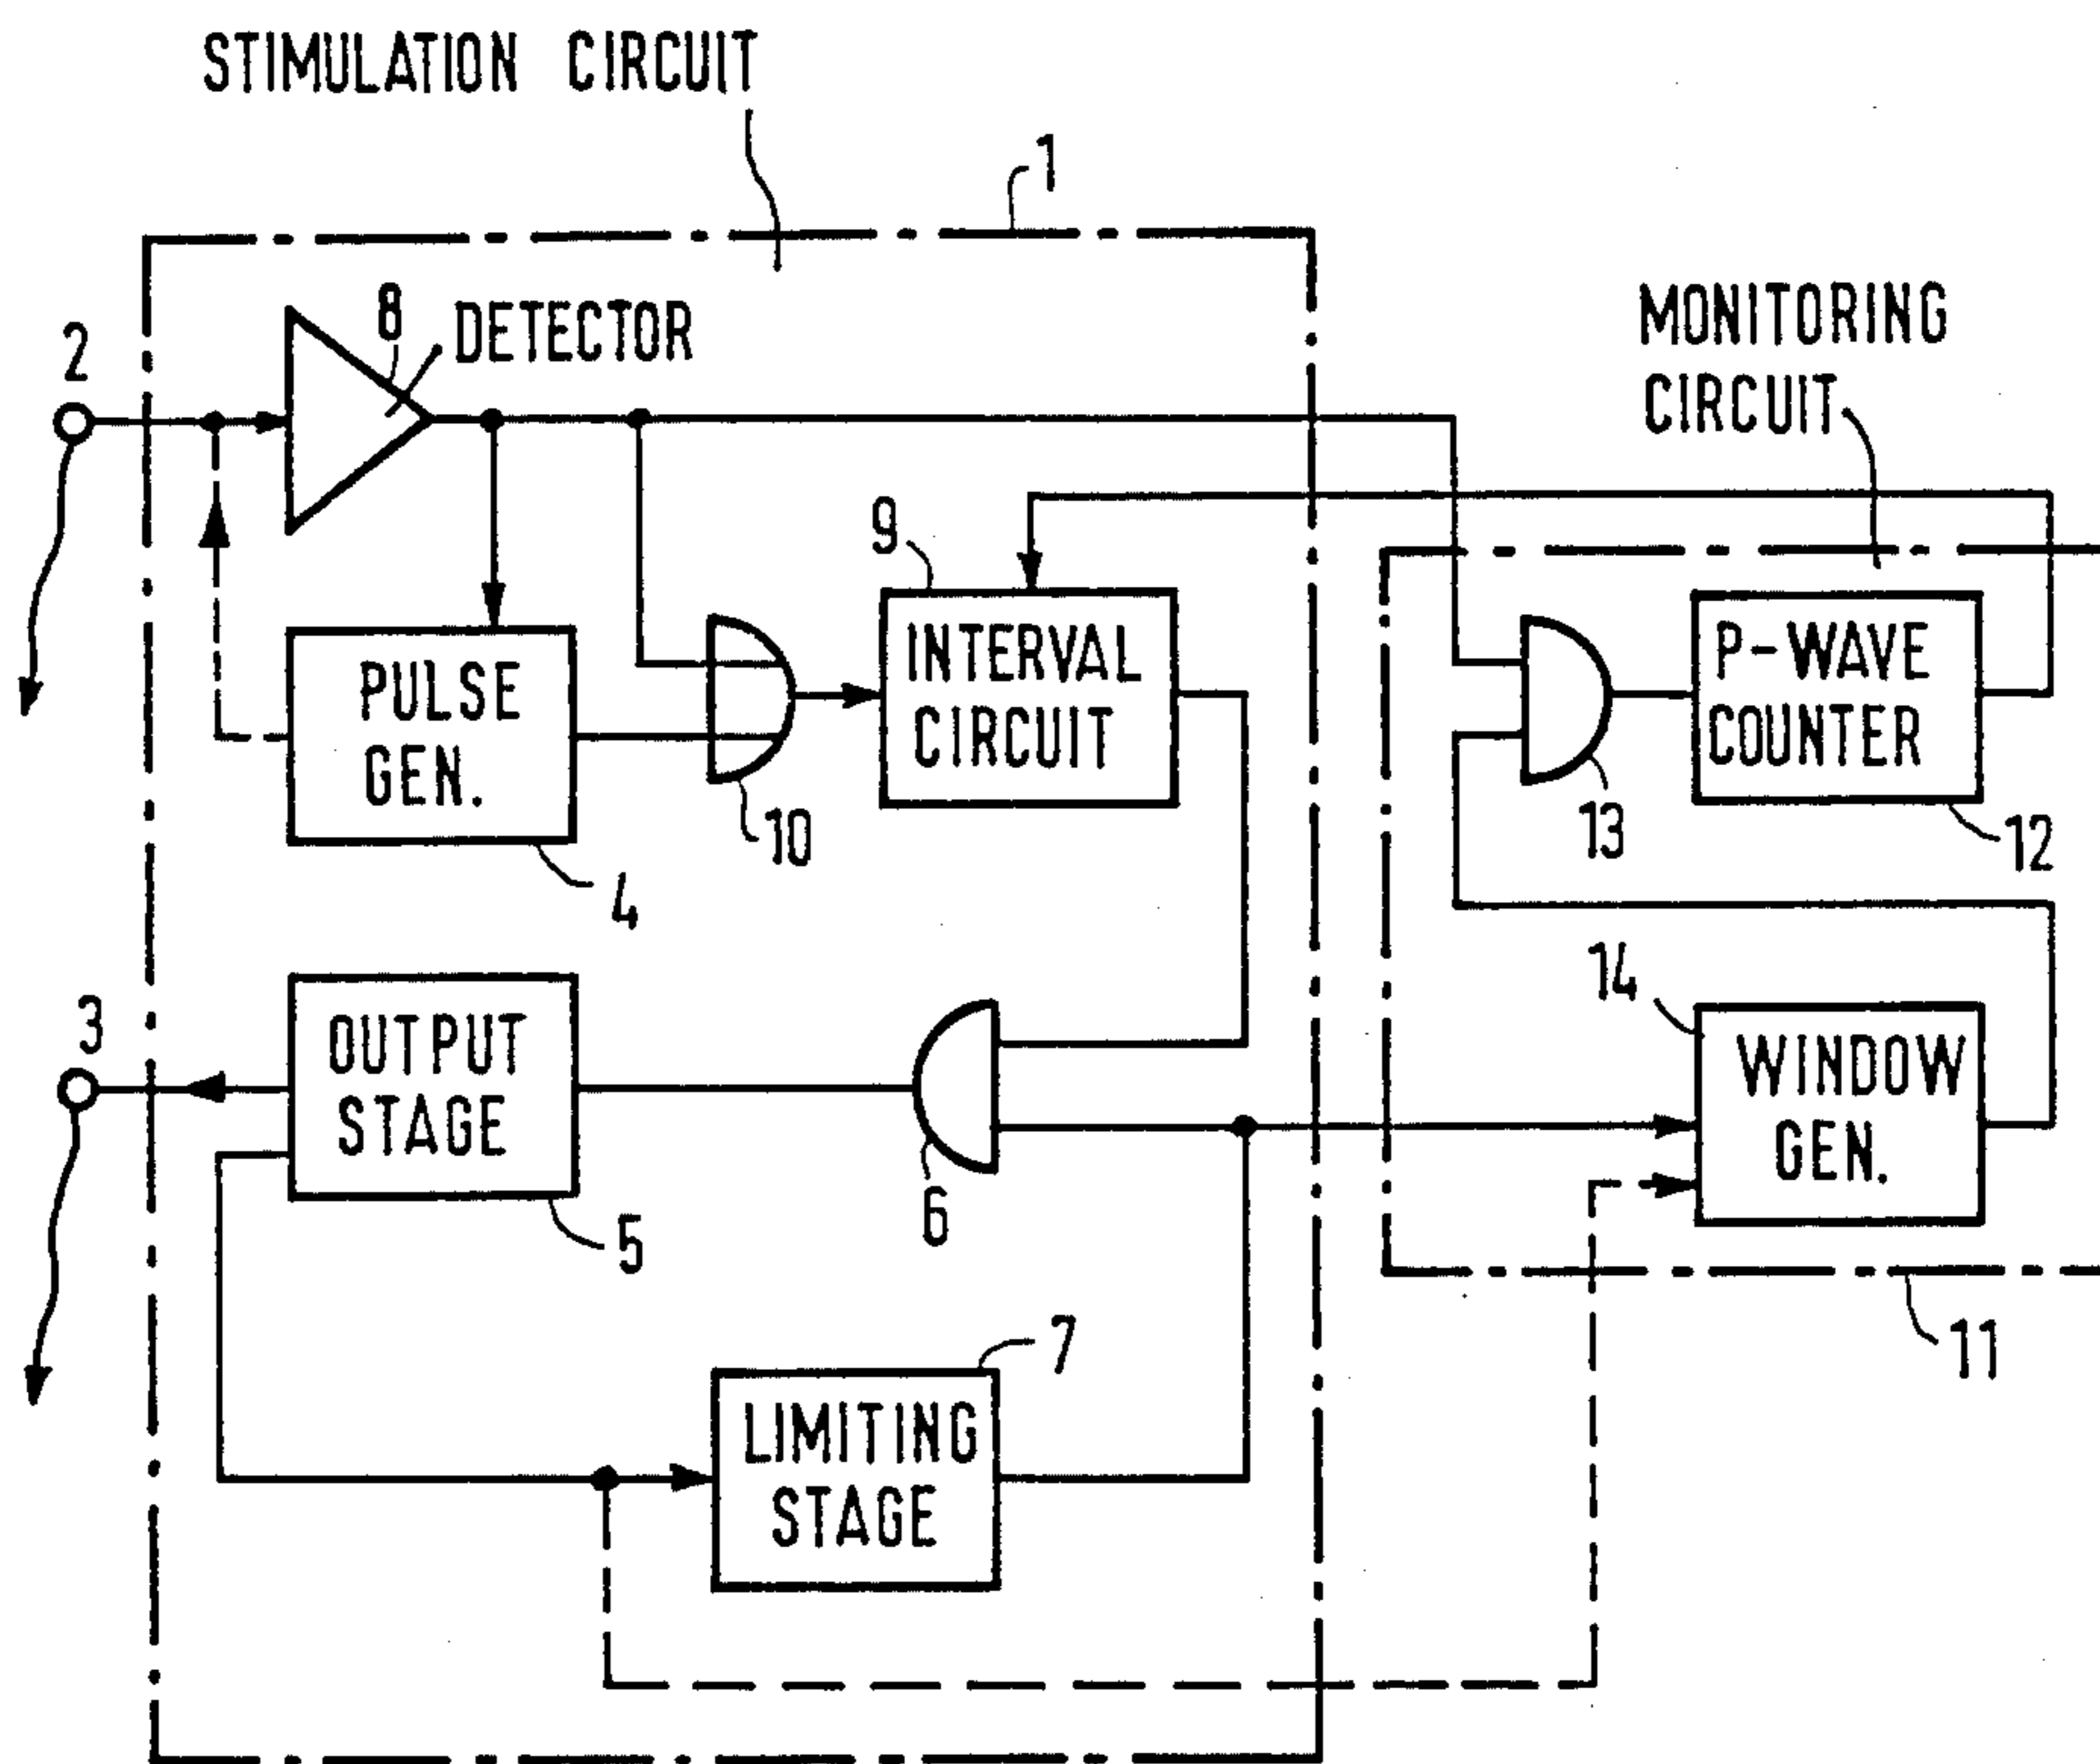 STIMULATION CIRCUIT
1
2
8
DETECTOR
MONITORING
CIRCUIT
9
PULSE
GEN.
INTERVAL
CIRCUIT
P-WAVE
COUNTER
4
10
13
12
3
OUTPUT
STAGE
6
14
WINDOW
GEN.
5
7
11
LIMITING
STAGE